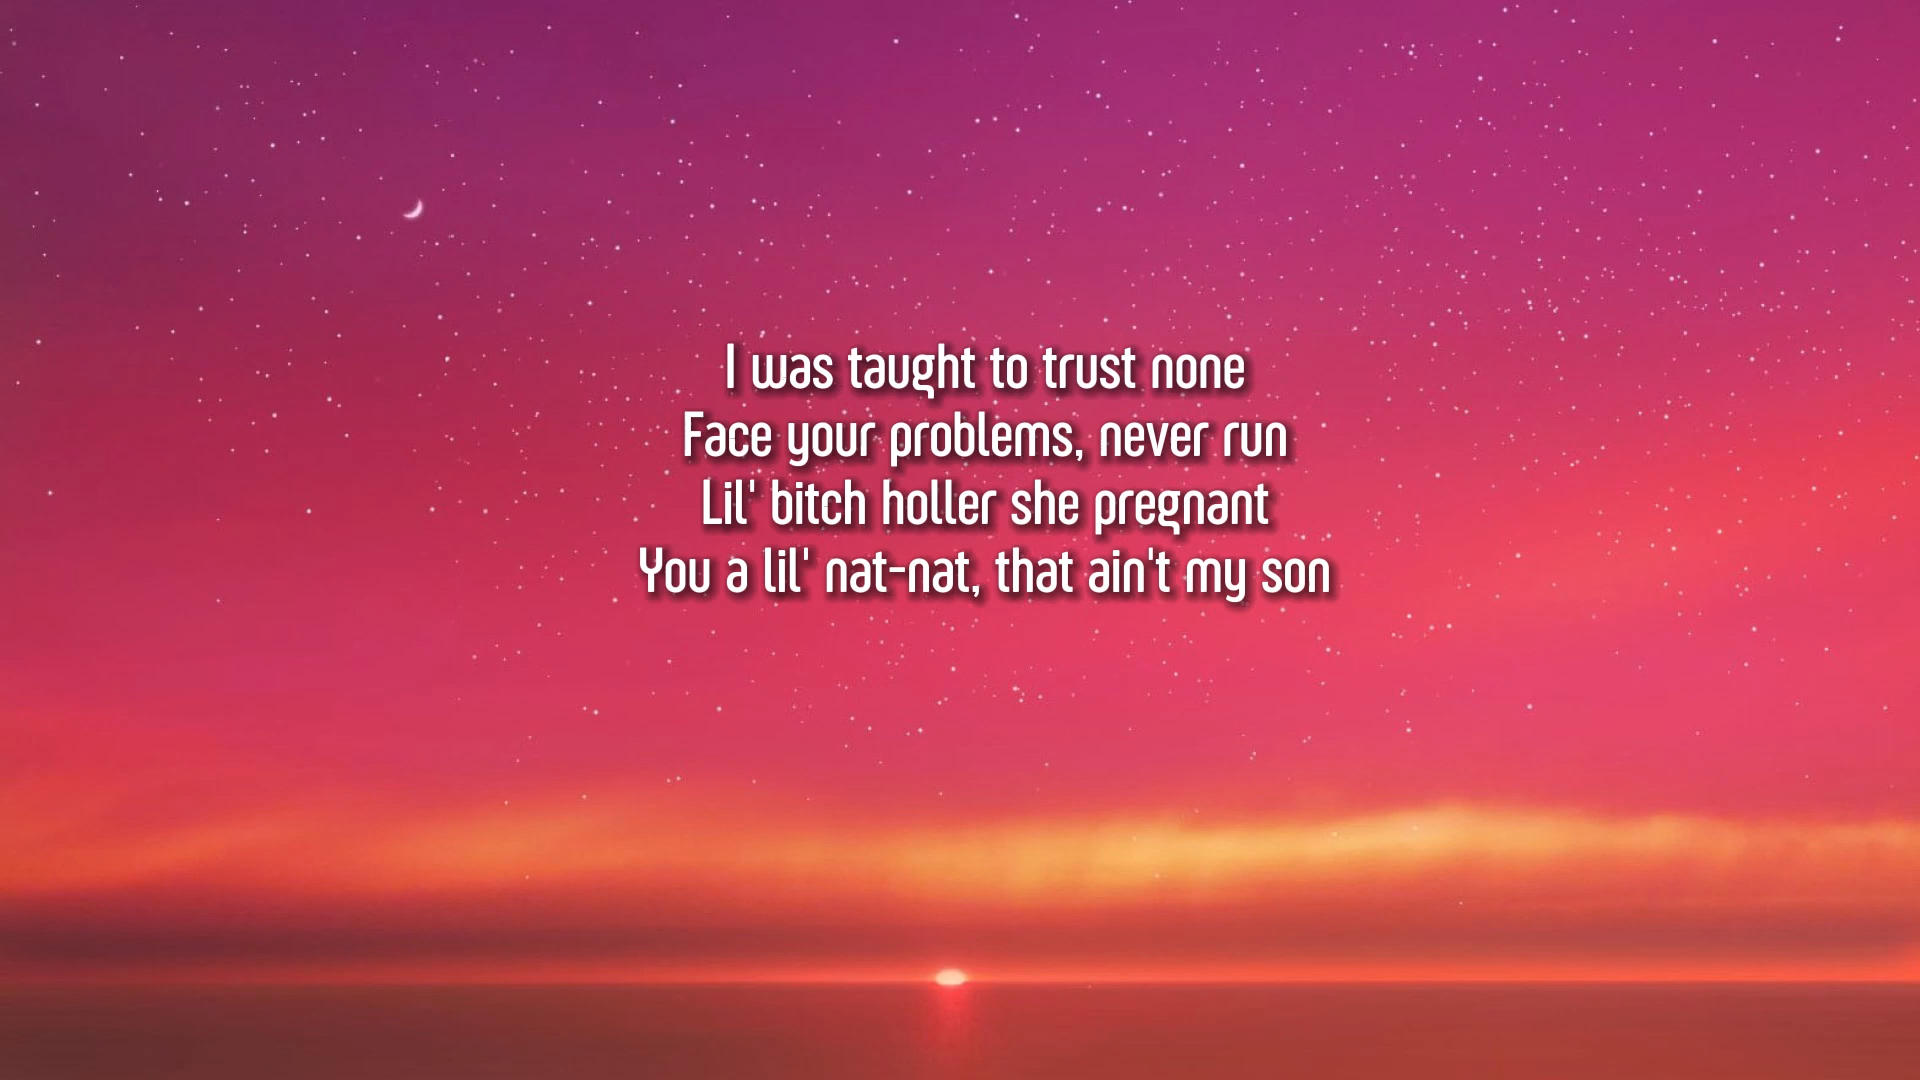 I was taught to trust none
Face your problems, never run
Lil' bitch holler she pregnant
You a lil' nat-nat, that ain't my son